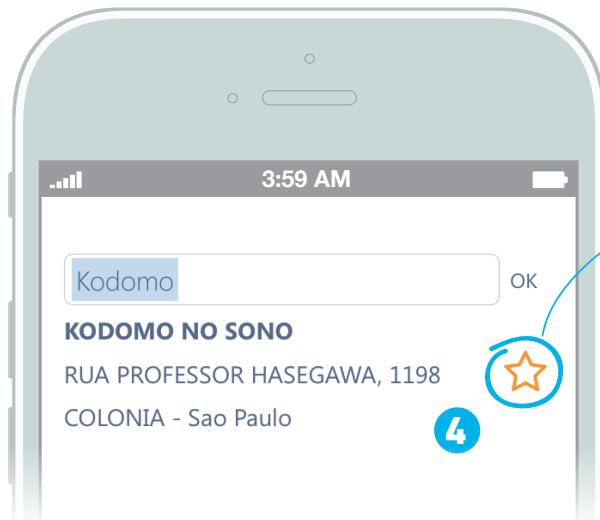 3:59 AM
Kodomo
OK
KODOMO NO SONO
RUA PROFESSOR HASEGAWA, 1198
COLONIA - Sao Paulo
4